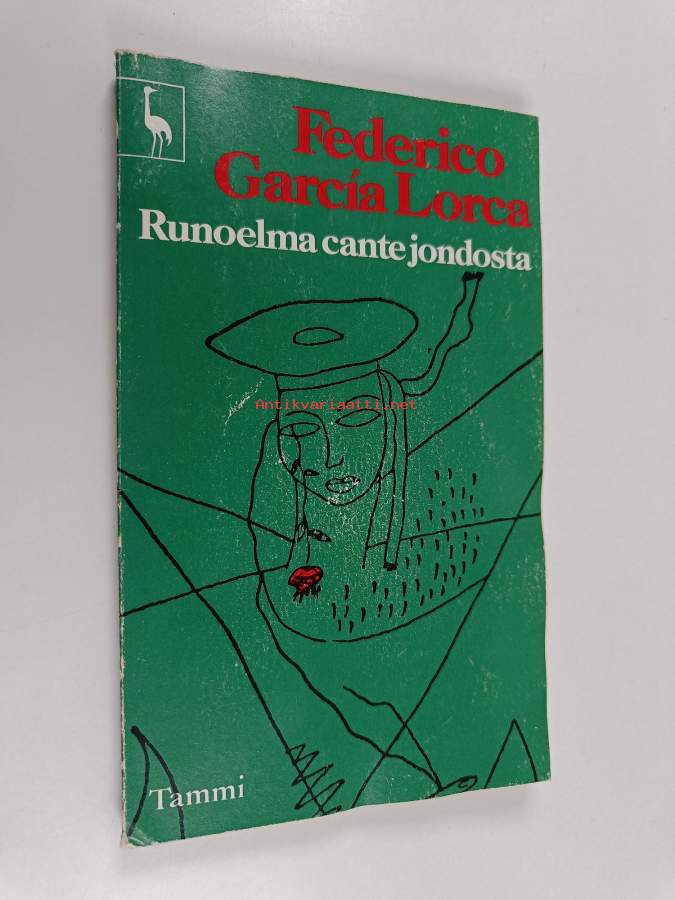 Federico
García Lorca
Runoelma cante jondosta
Antikvariaatti.net
Tammi